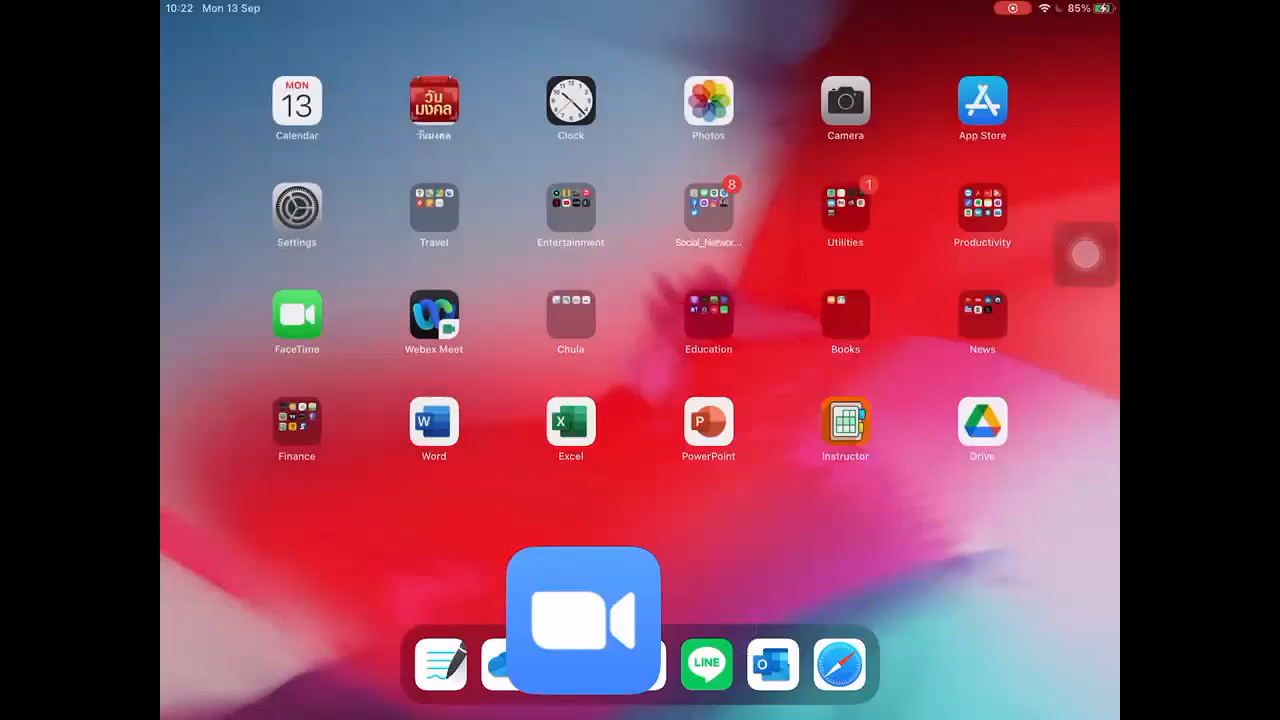 10:22 Mon 13 Sep
85%
MON
13
วัน
มงคล
Calendar
วันมงคล
Clock
Photos
Camera
App Store
8
1
Settings
Travel
Entertainment
Social_Networ...
Utilities
Productivity
FaceTime
Webex Meet
Chula
Education
Books
News
W
X
P
Finance
Word
Excel
PowerPoint
Instructor
Drive
LINE
O